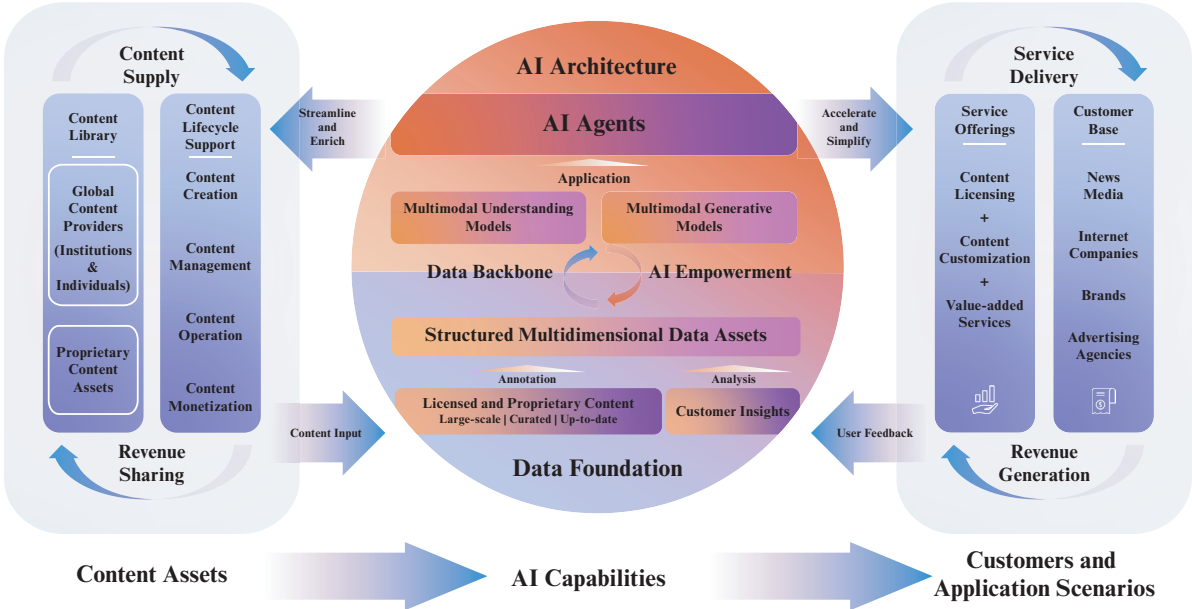 Content
Supply
Content
Library
Global
Content
Providers
(Institutions
&
Individuals)
Proprietary
Content
Assets
Content
Lifecycle
Support
Content
Creation
Content
Management
Content
Operation
Content
Monetization
Revenue
Sharing
Streamline
and
Enrich
Content Input
AI Architecture
AI Agents
Application
Multimodal Understanding
Models
Multimodal Generative
Models
Data Backbone
AI Empowerment
Structured Multidimensional Data Assets
Annotation
Analysis
Licensed and Proprietary Content
Large-scale | Curated | Up-to-date
Customer Insights
Data Foundation
Accelerate
and
Simplify
User Feedback
Service
Delivery
Service
Offerings
Content
Licensing
+
Content
Customization
+
Value-added
Services
$
Customer
Base
News
Media
Internet
Companies
Brands
Advertising
Agencies
Revenue
Generation
Content Assets
AI Capabilities
Customers and
Application Scenarios